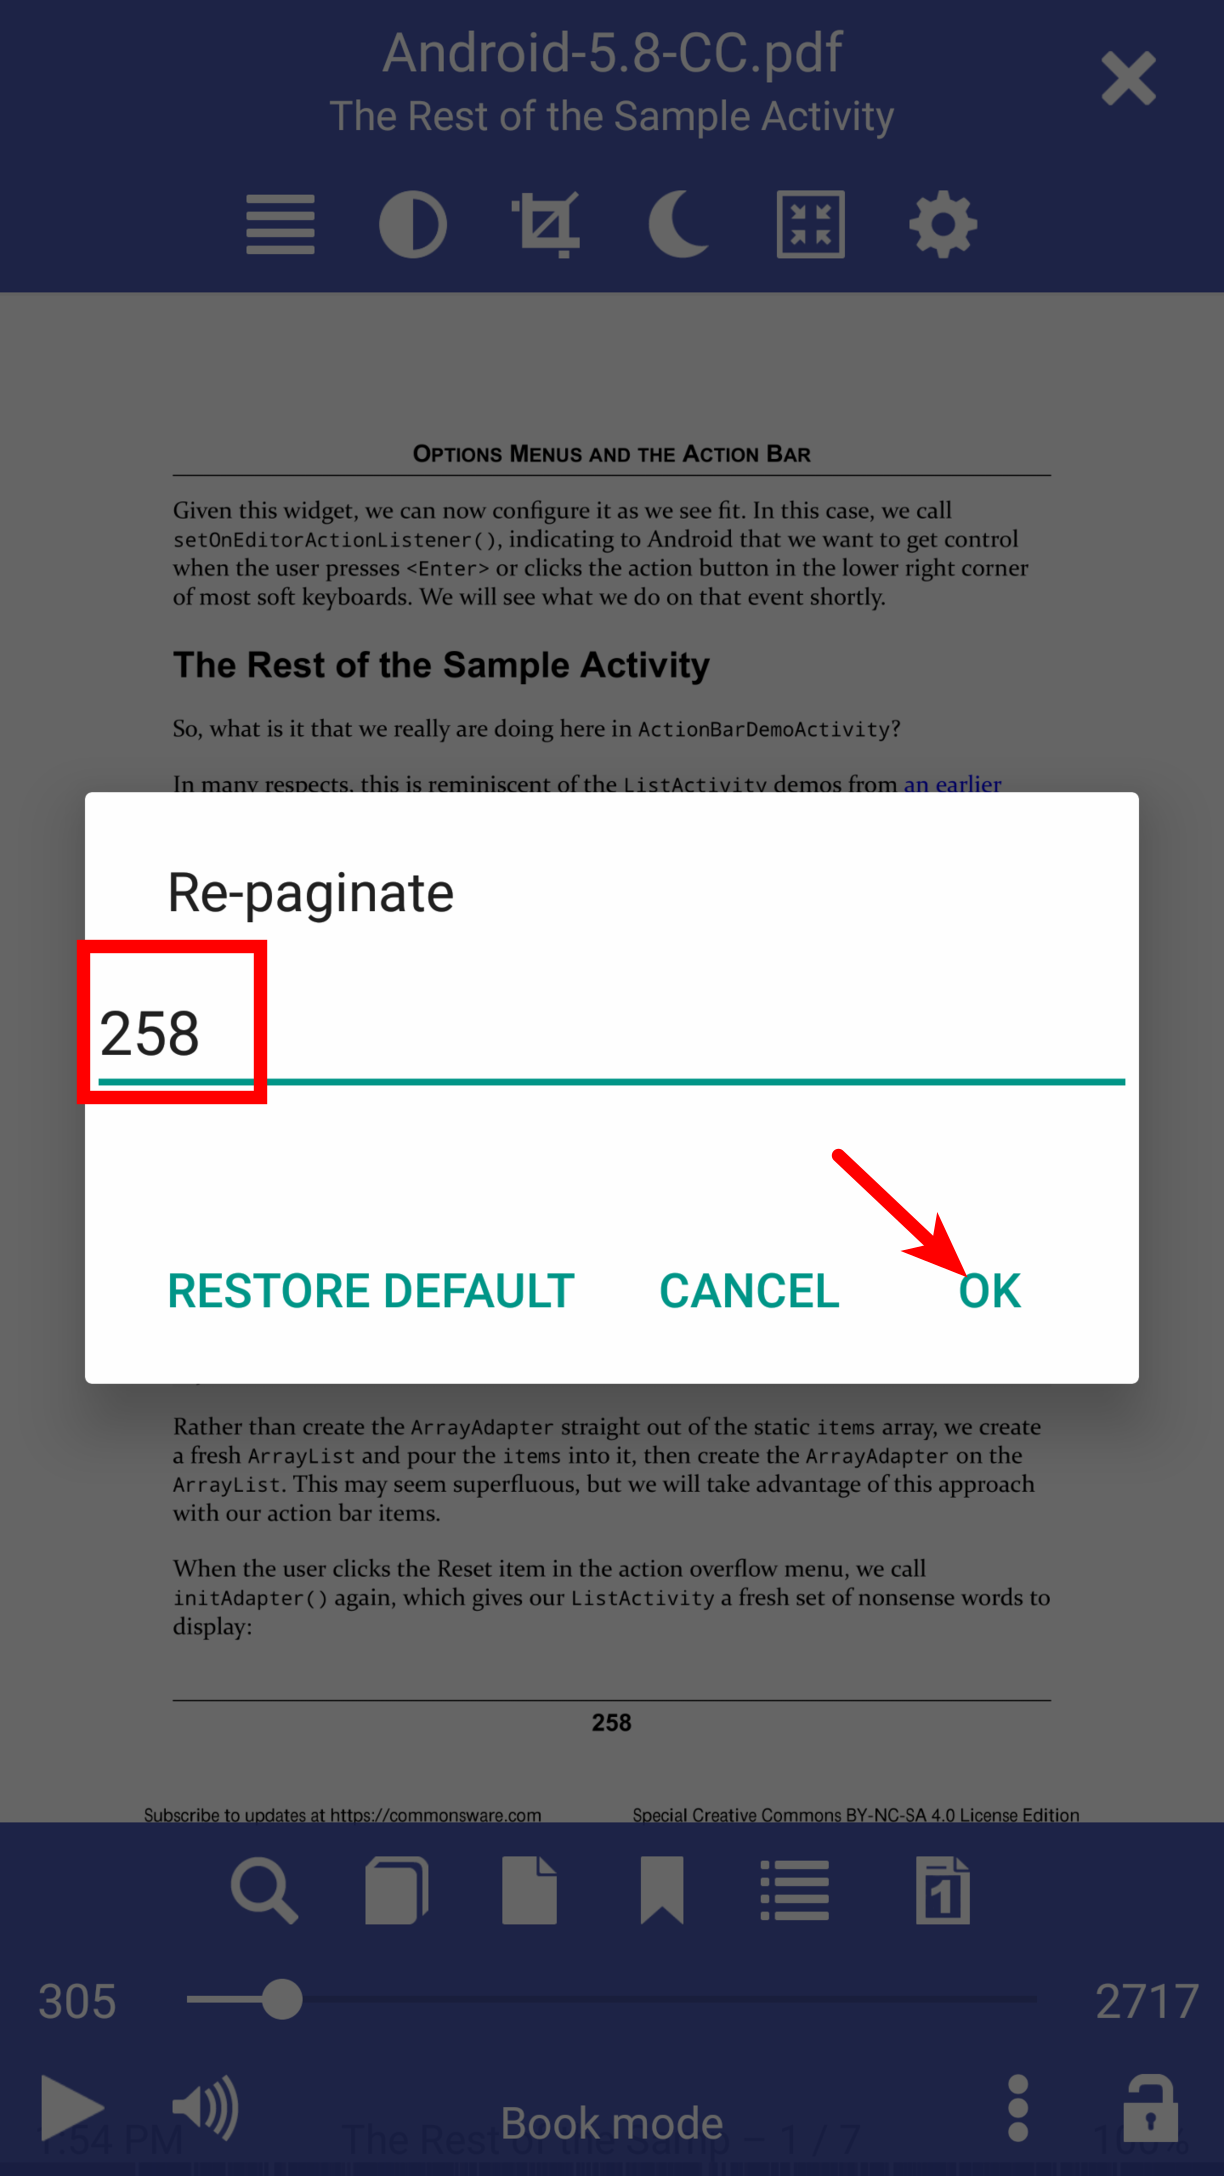 Android-5.8-CC.pdf
The Rest of the Sample Activity
OPTIONS MENUS AND THE ACTION BAR
Given this widget, we can now configure it as we see fit. In this case, we call
setOnEditorActionListener(), indicating to Android that we want to get control
when the user presses <Enter> or clicks the action button in the lower right corner
of most soft keyboards. We will see what we do on that event shortly.
The Rest of the Sample Activity
So, what is it that we really are doing here in ActionBarDemoActivity?
In many respects, this is reminiscent of the ListActivity demos from an earlier
Re-paginate
258
RESTORE DEFAULT CANCEL OK
Rather than create the ArrayAdapter straight out of the static items array, we create
a fresh ArrayList and pour the items into it, then create the ArrayAdapter on the
ArrayList. This may seem superfluous, but we will take advantage of this approach
with our action bar items.
When the user clicks the Reset item in the action overflow menu, we call
initAdapter() again, which gives our ListActivity a fresh set of nonsense words to
display:
258
Subscribe to updates at https://commonsware.com Special Creative Commons BY-NC-SA 4.0 License Edition
1
305 2717
Book mode
:54 PM The Rest of the Samp – 1 / 7